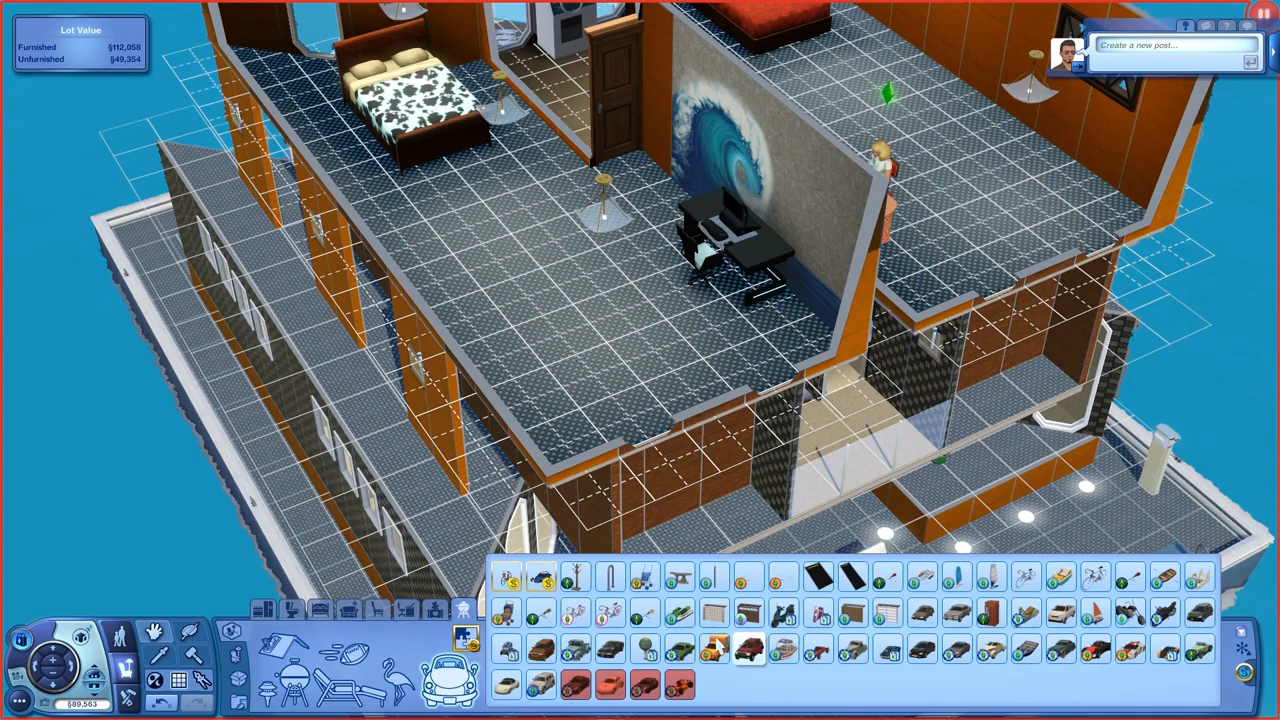 Lot Value
Furnished §112,058
Unfurnished §49,354
Create a new post...
§89,563